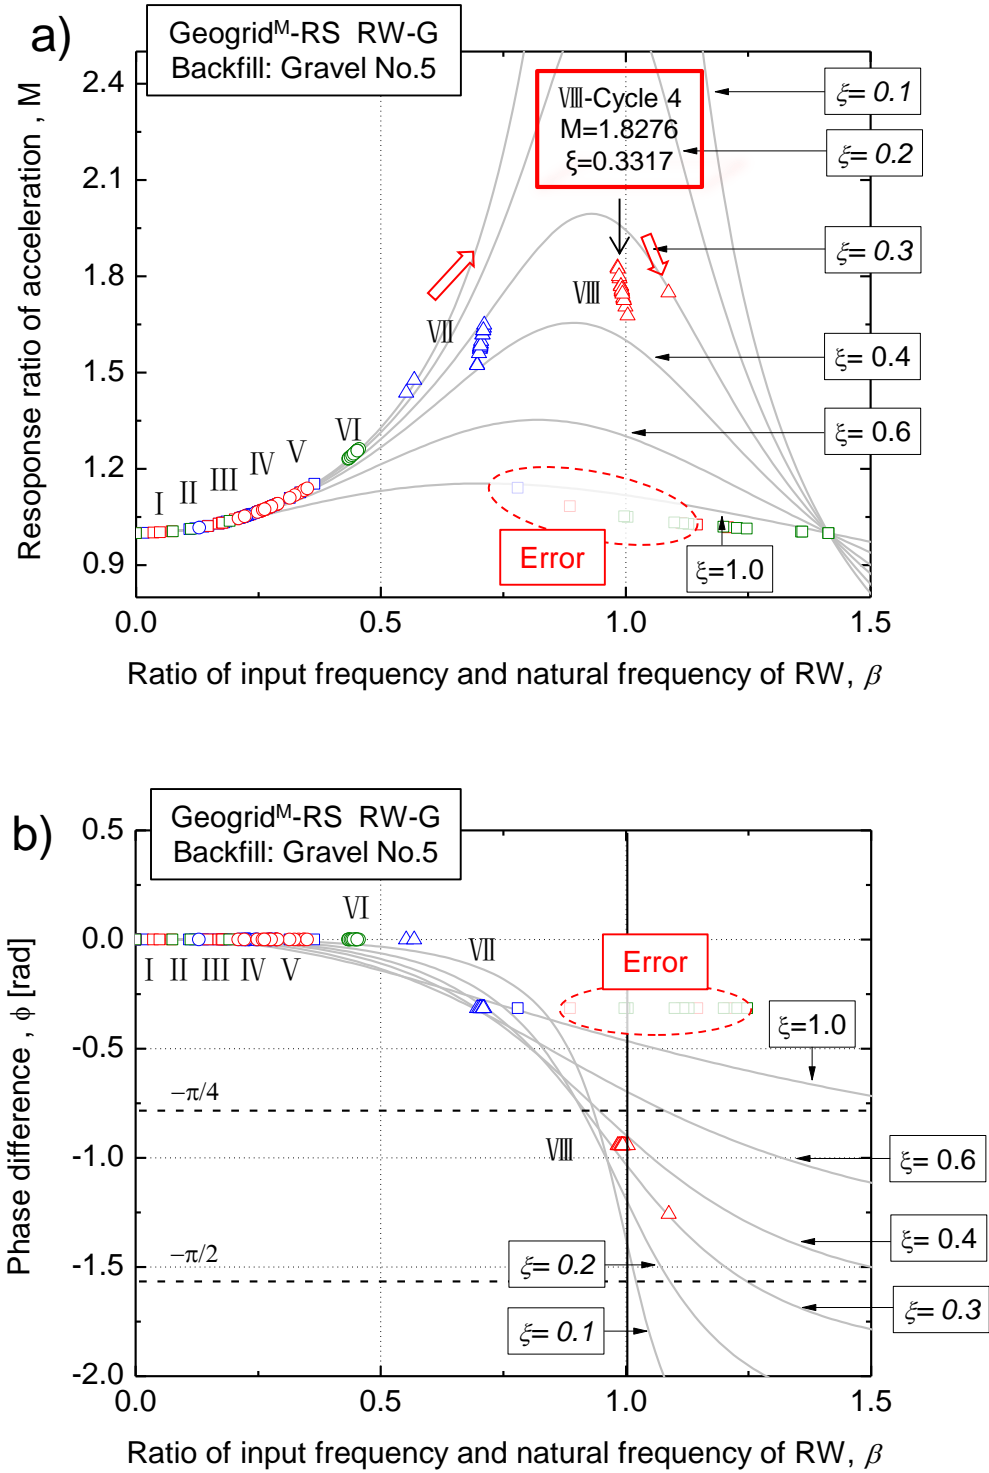 a)
Geogridᴹ-RS RW-G
Backfill: Gravel No.5
Resoponse ratio of acceleration , M
2.4
2.1
1.8
1.5
1.2
0.9
Ⅷ-Cycle 4
M=1.8276
ξ=0.3317
ξ= 0.1
ξ= 0.2
ξ= 0.3
ξ= 0.4
ξ= 0.6
ξ=1.0
Ⅰ
Ⅱ
Ⅲ
Ⅳ
Ⅴ
Ⅵ
Ⅶ
Ⅷ
Error
0.0
0.5
1.0
1.5
Ratio of input frequency and natural frequency of RW, β
b)
Geogridᴹ-RS RW-G
Backfill: Gravel No.5
Phase difference , ϕ [rad]
0.5
0.0
-0.5
-1.0
-1.5
-2.0
Ⅰ
Ⅱ
Ⅲ
Ⅳ
Ⅴ
Ⅵ
Ⅶ
Ⅷ
Error
−π/4
−π/2
ξ=1.0
ξ= 0.6
ξ= 0.4
ξ= 0.3
ξ= 0.2
ξ= 0.1
0.0
0.5
1.0
1.5
Ratio of input frequency and natural frequency of RW, β